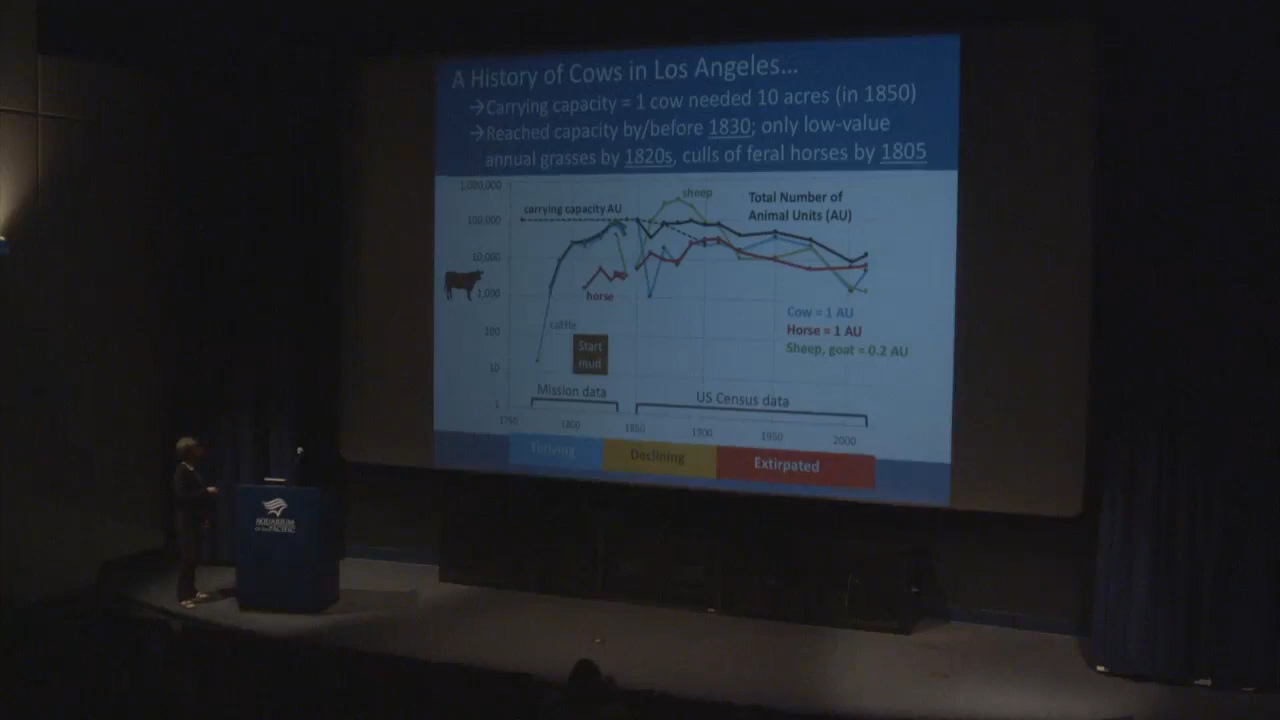 A History of Cows in Los Angeles...
→Carrying capacity = 1 cow needed 10 acres (in 1850)
→Reached capacity by/before 1830; only low-value
annual grasses by 1820s, culls of feral horses by 1805
1,000,000
100,000
10,000
1,000
100
10
1
sheep
Total Number of
Animal Units (AU)
carrying capacity AU
horse
cattle
Start
mud
Cow = 1 AU
Horse = 1 AU
Sheep, goat = 0.2 AU
Mission data
US Census data
1750
1800
1850
1900
1950
2000
Thriving
Declining
Extirpated
AQUARIUM
OF THE PACIFIC